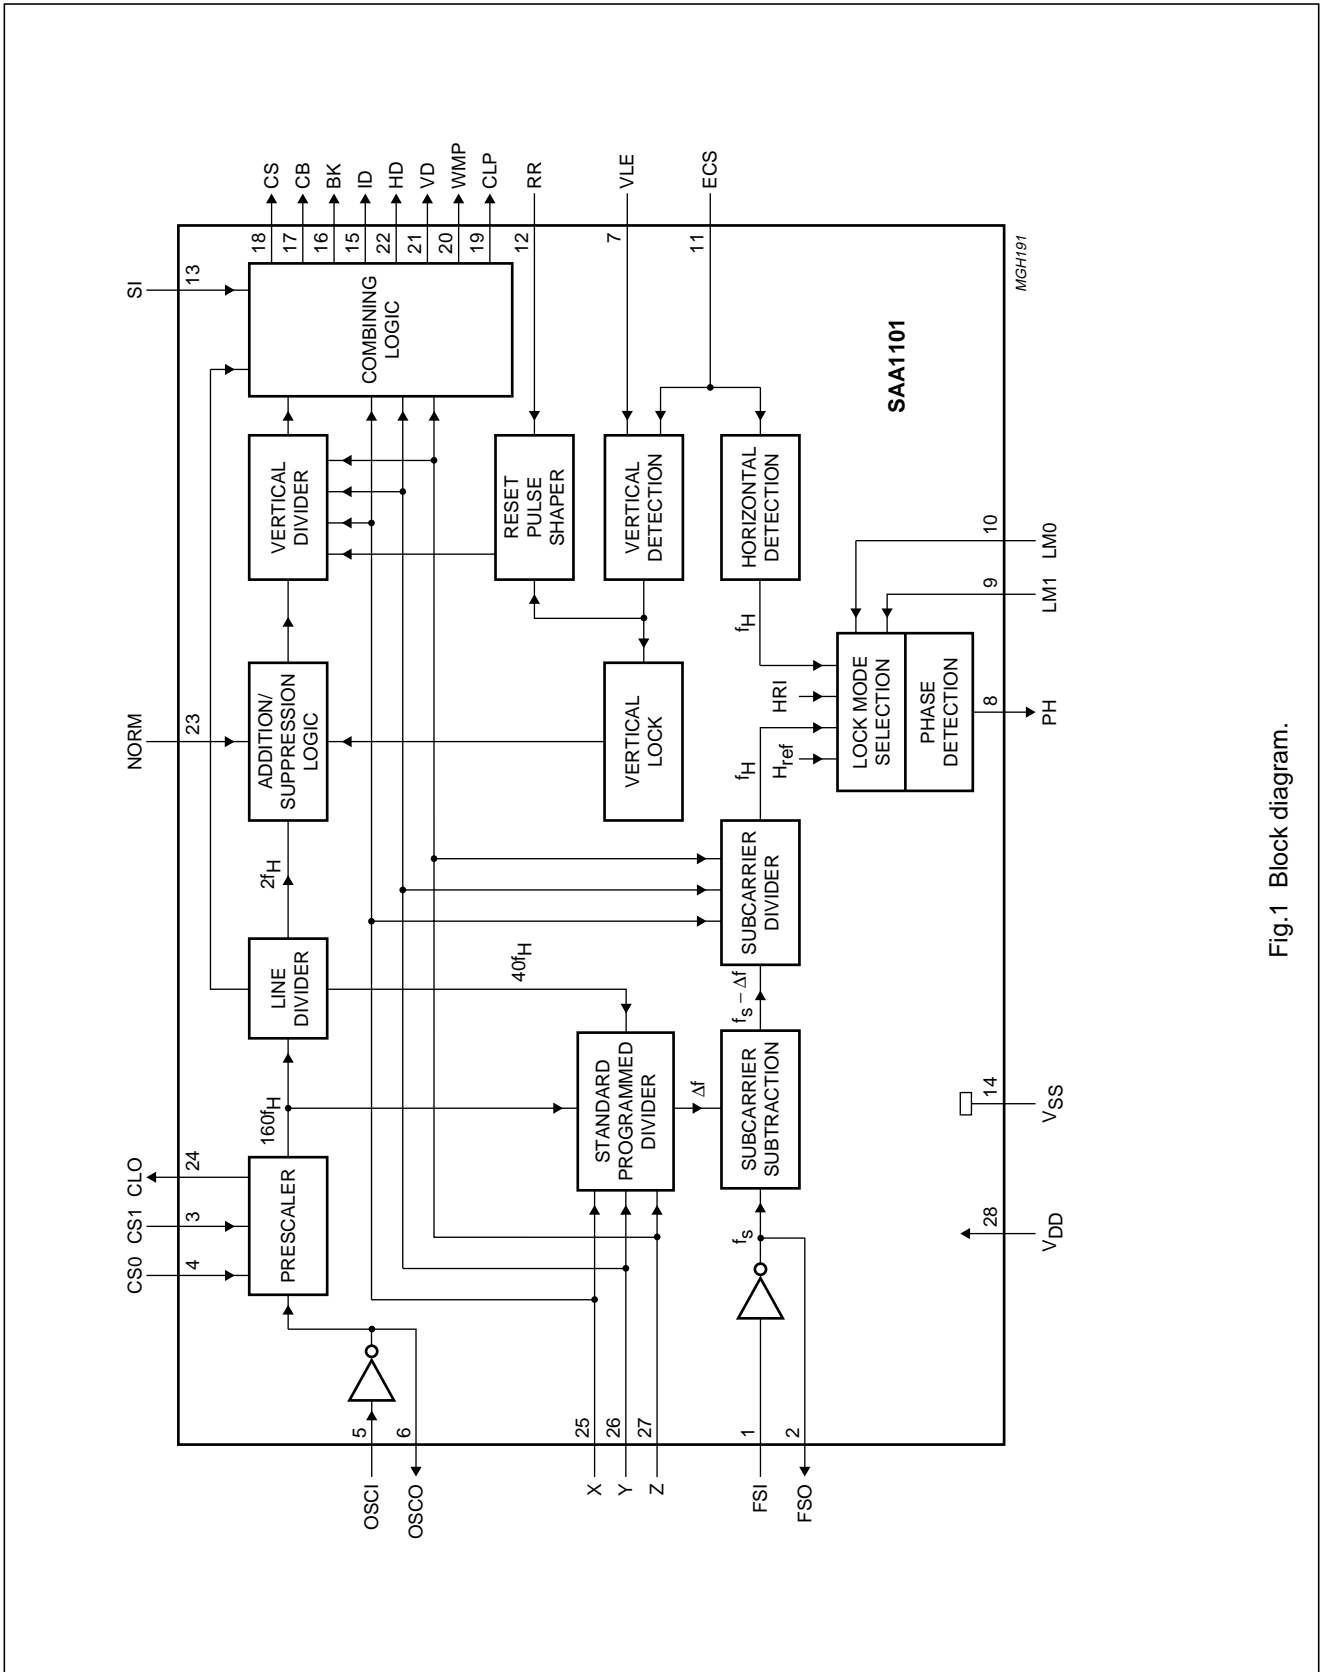 SI
13
NORM
23
CLO
24
CS1
3
CS0
4
PRESCALER
160fH
LINE
DIVIDER
2fH
ADDITION/
SUPPRESSION
LOGIC
VERTICAL
DIVIDER
COMBINING
LOGIC
18
CS
17
CB
16
BK
15
ID
22
HD
21
VD
20
WMP
19
CLP
12
RR
7
VLE
11
ECS
5
OSCI
6
OSCO
40fH
RESET
PULSE
SHAPER
VERTICAL
DETECTION
HORIZONTAL
DETECTION
VERTICAL
LOCK
25
X
26
Y
27
Z
STANDARD
PROGRAMMED
DIVIDER
Δf
1
FSI
2
FSO
fs
SUBCARRIER
SUBTRACTION
fs – Δf
SUBCARRIER
DIVIDER
fH
Href
HRI
fH
LOCK MODE
SELECTION
PHASE
DETECTION
SAA1101
28
VDD
14
VSS
8
PH
9
LM1
10
LM0
MGH191
Fig.1 Block diagram.